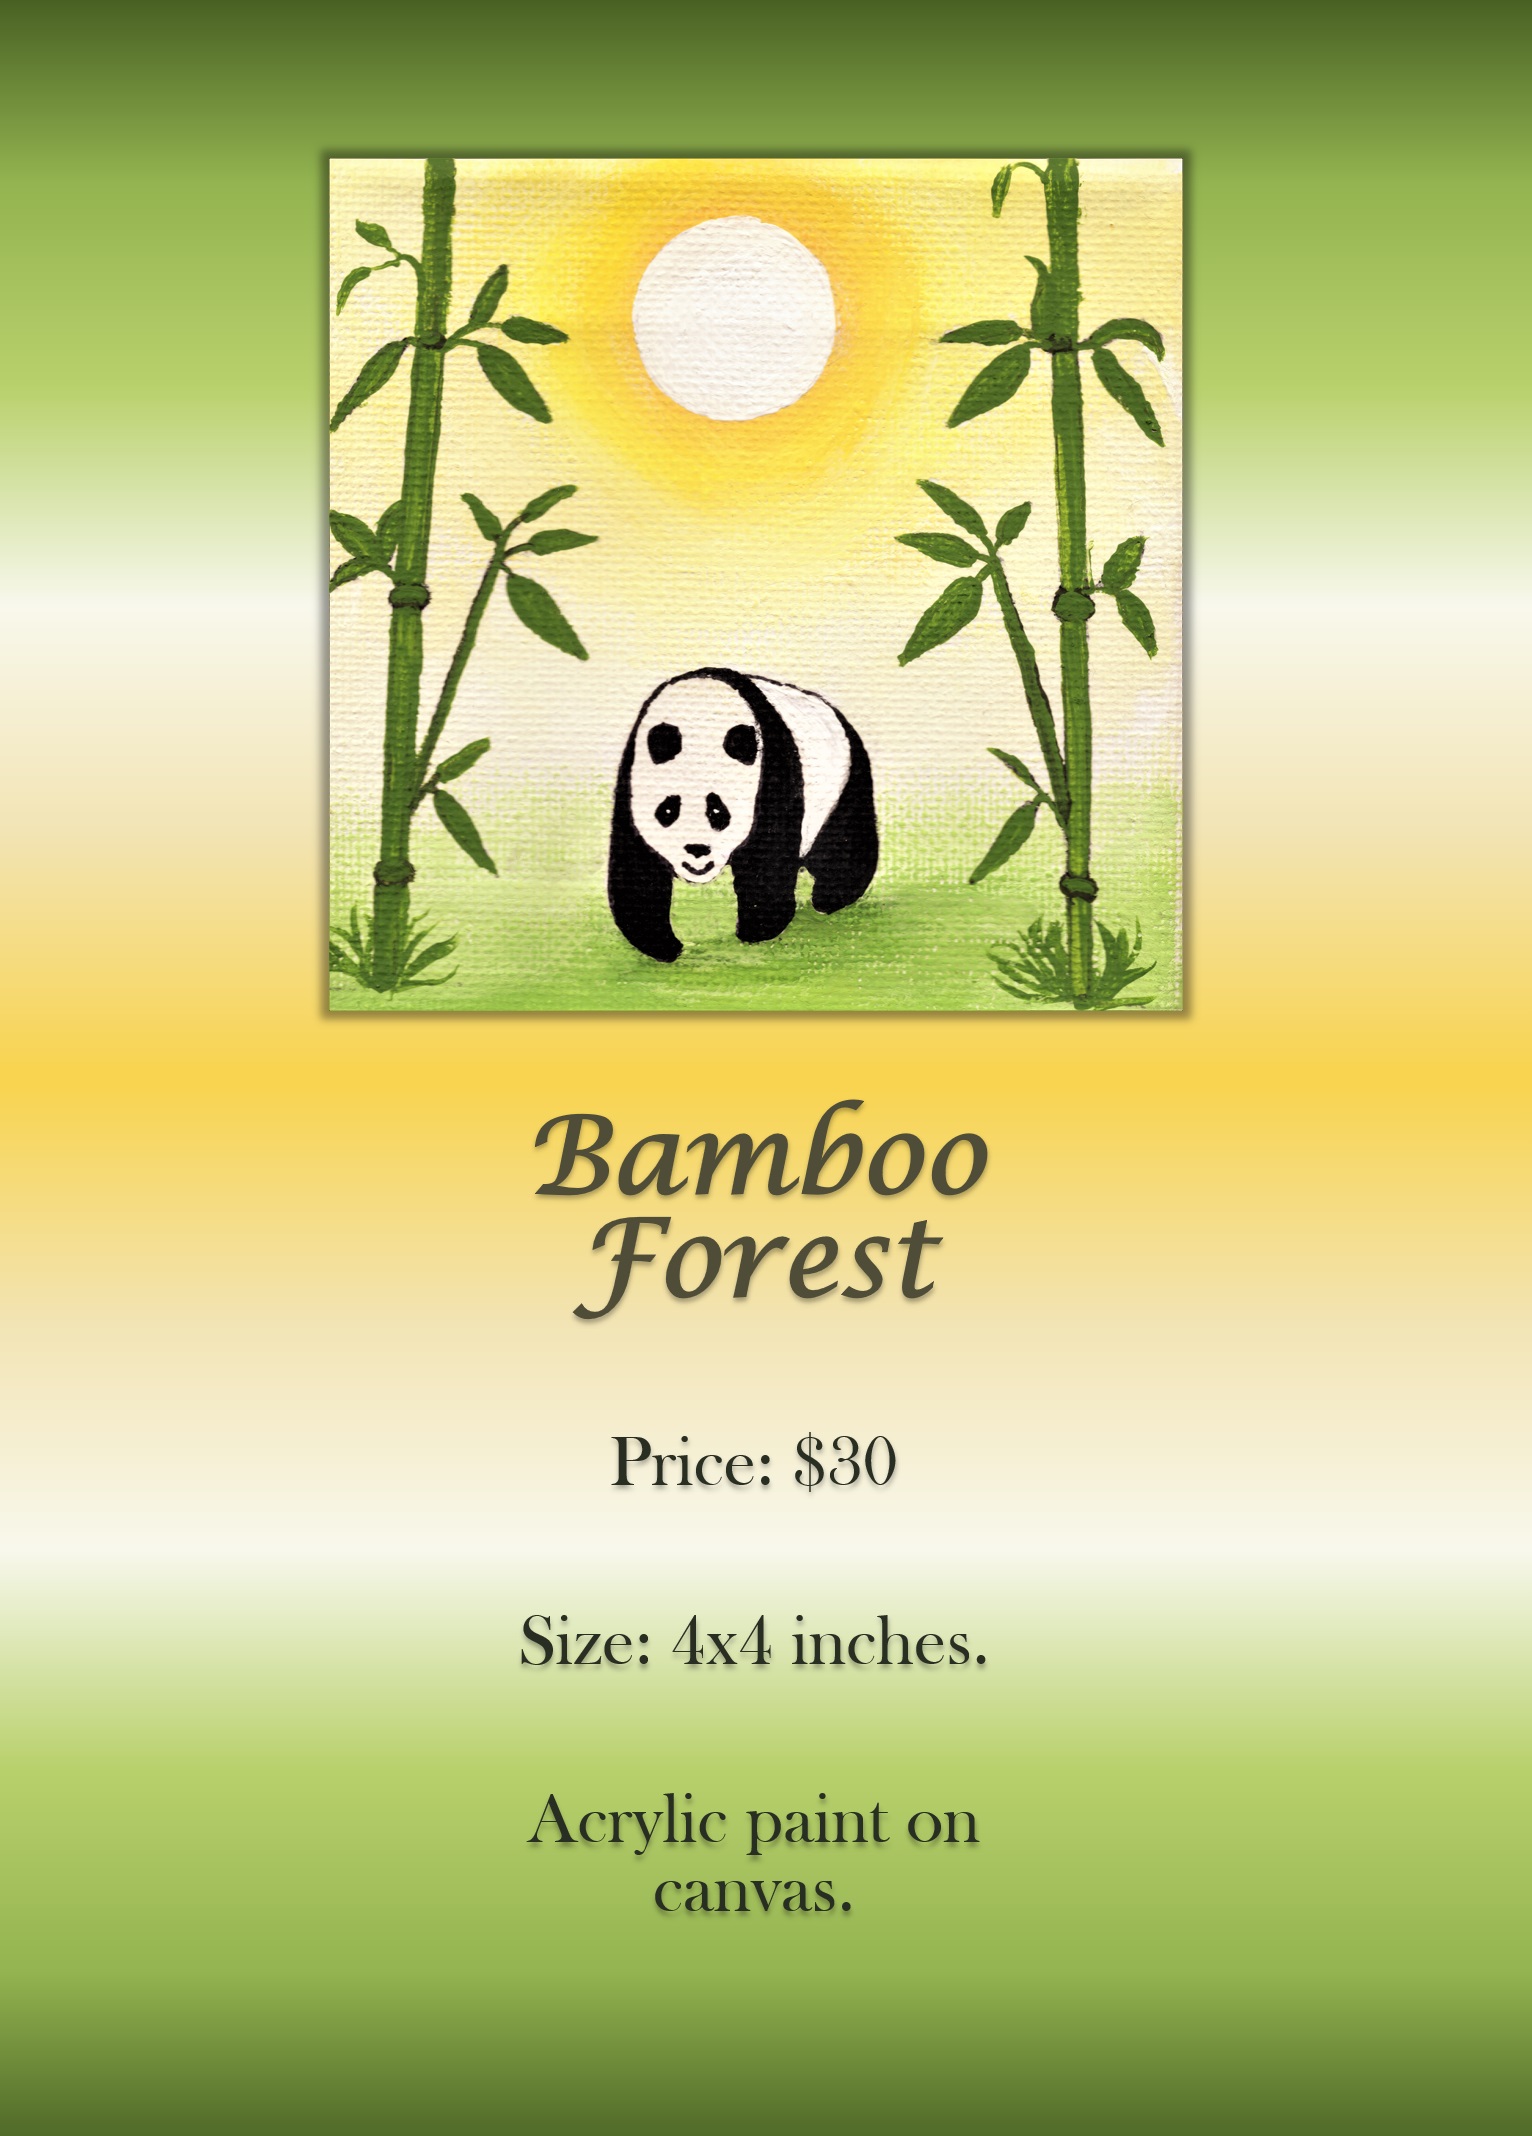 Bamboo
Forest
Price: $30
Size: 4x4 inches.
Acrylic paint on
canvas.